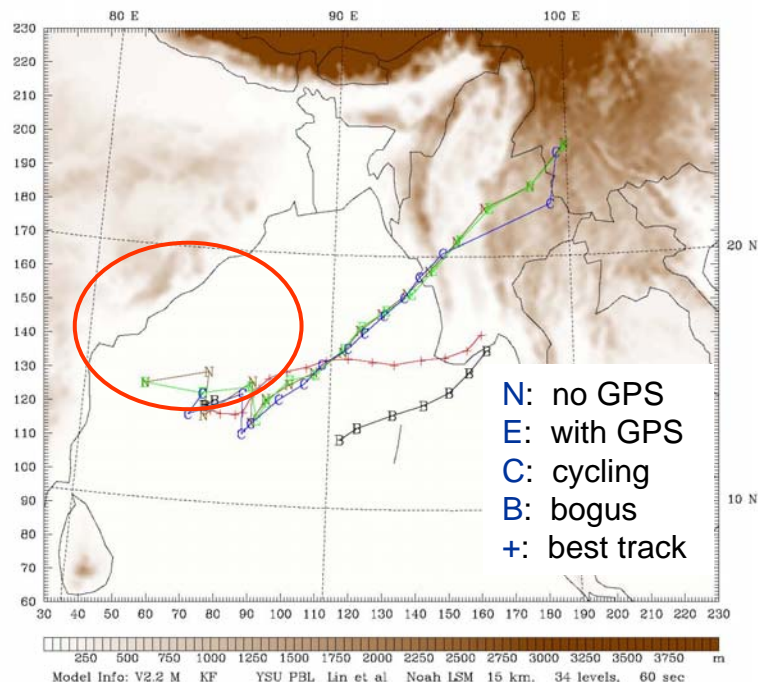 80 E 90 E 100 E
230
220
210
200
190
180
170
160
150
140
130
120
110
100
90
80
70
60
20 N
10 N
N: no GPS
E: with GPS
C: cycling
B: bogus
+: best track
30 40 50 60 70 80 90 100 110 120 130 140 150 160 170 180 190 200 210 220 230
250 500 750 1000 1250 1500 1750 2000 2250 2500 2750 3000 3250 3500 3750 m
Model Info: V2.2 M KF YSU PBL Lin et al Noah LSM 15 km, 34 levels, 60 sec